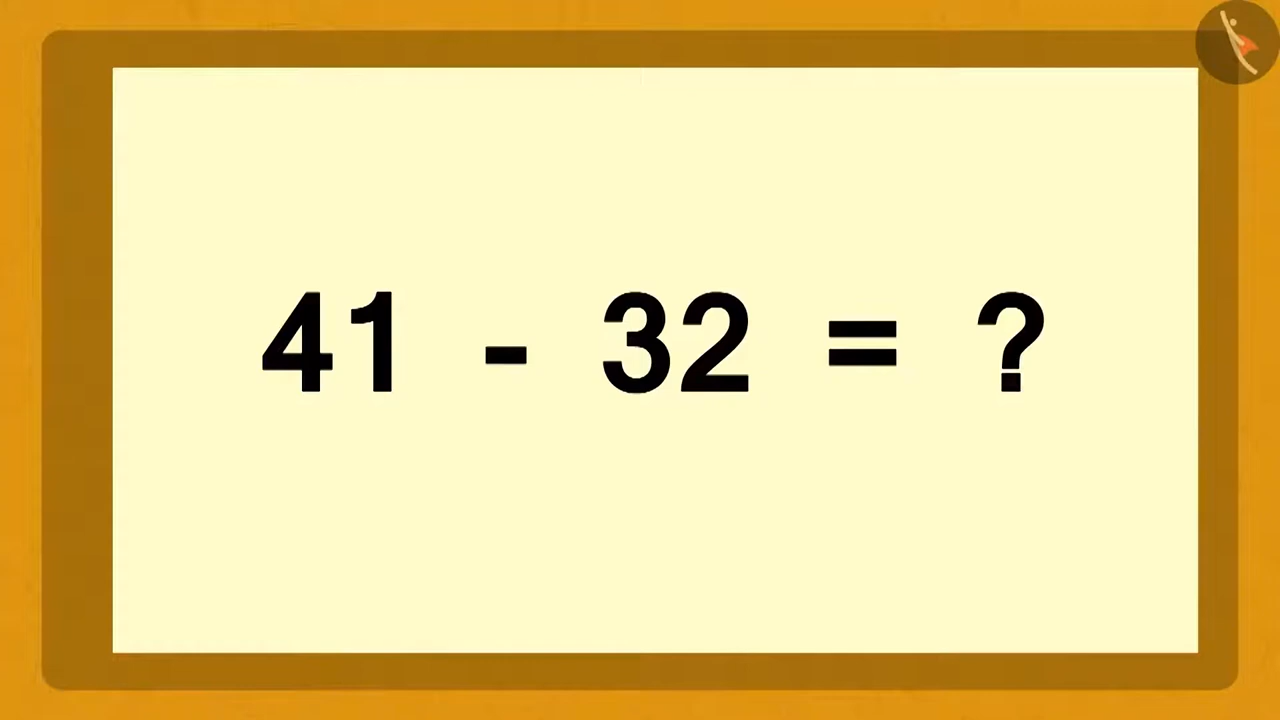 41 - 32 = ?